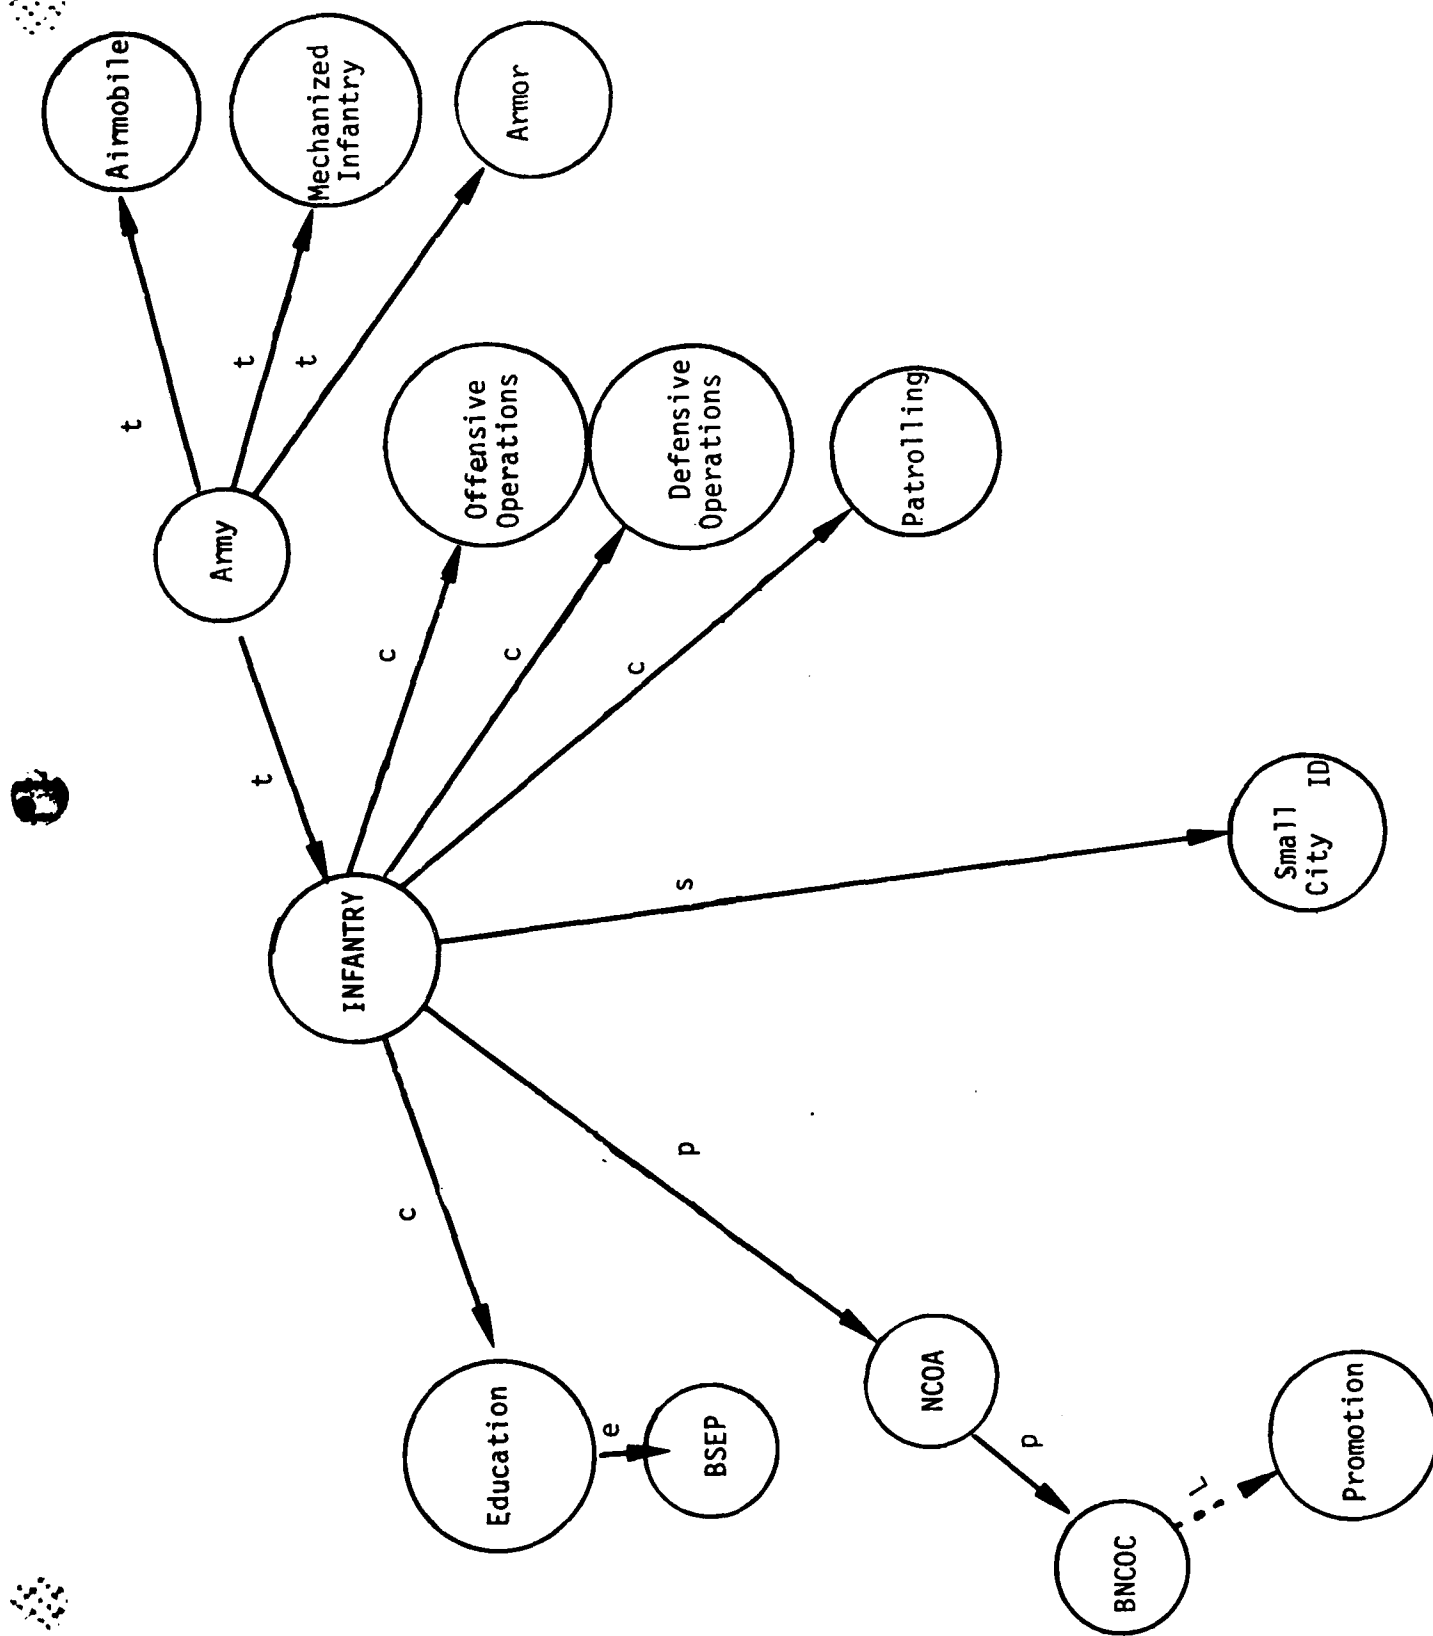 Airmobile
t
Army
t
t
t
Mechanized
Infantry
INFANTRY
c
c
Offensive
Operations
Education
c
Armor
e
c
Defensive
Operations
p
s
BSEP
Patrolling
NCOA
p
BNCOC
Small
City ID
Promotion